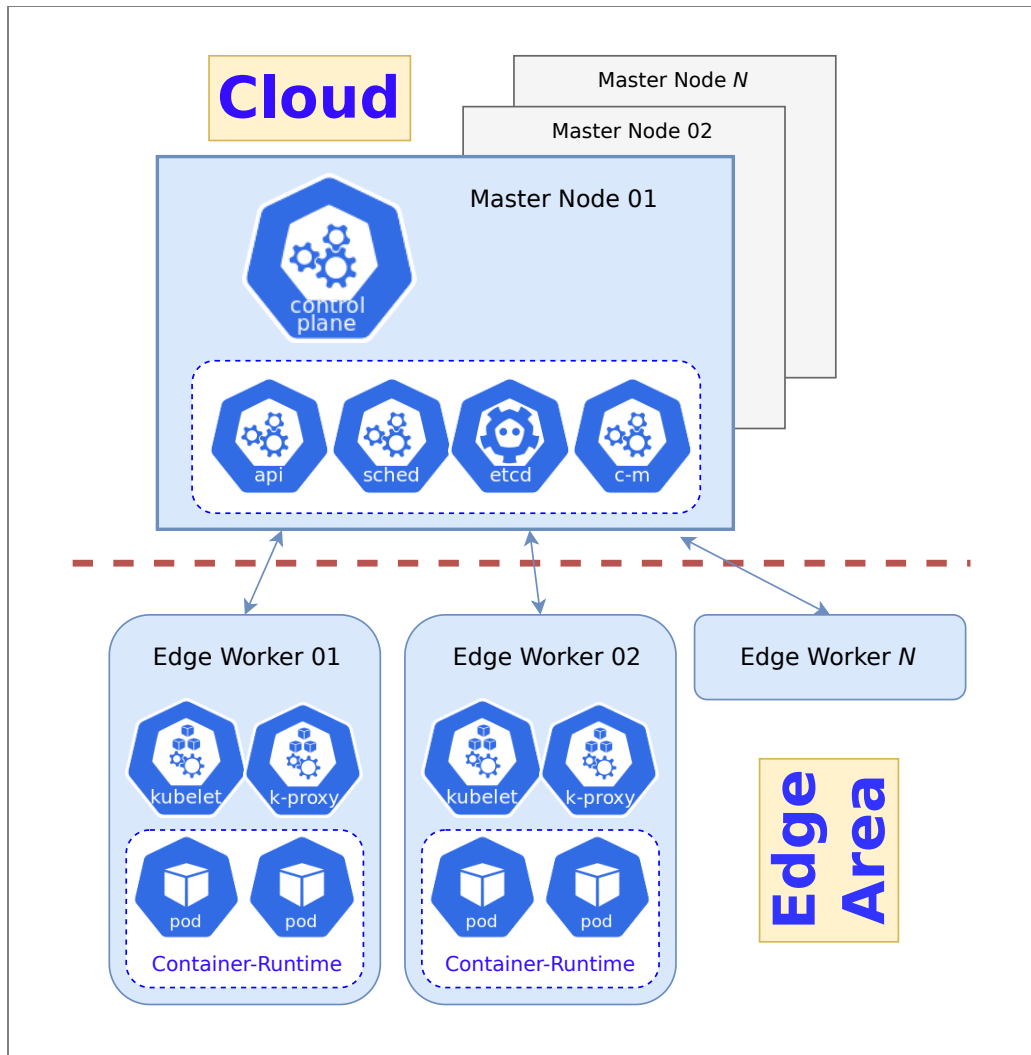 Cloud
Master Node N
Master Node 02
Master Node 01
control
plane
api
sched
etcd
c-m
Edge Worker 01
Edge Worker 02
Edge Worker N
kubelet
k-proxy
kubelet
k-proxy
pod
pod
pod
pod
Container-Runtime
Container-Runtime
Edge
Area